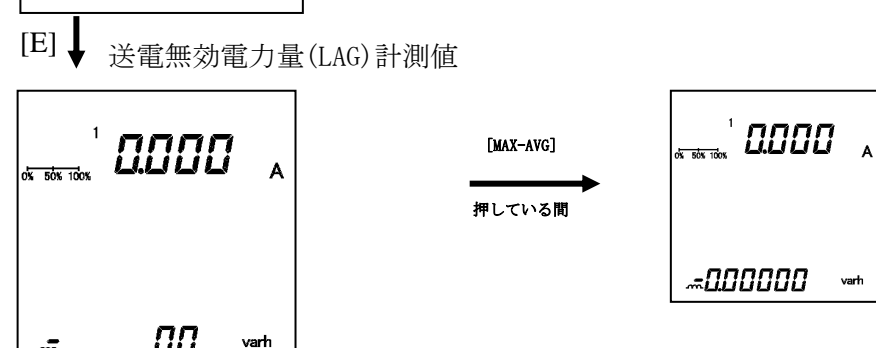 [E] 送電無効電力量(LAG)計測値
1
0.000 A
0% 50% 100%
[MAX-AVG]
押している間
1
0.000 A
0% 50% 100%
-0.00000 varh
- 0.0 varh